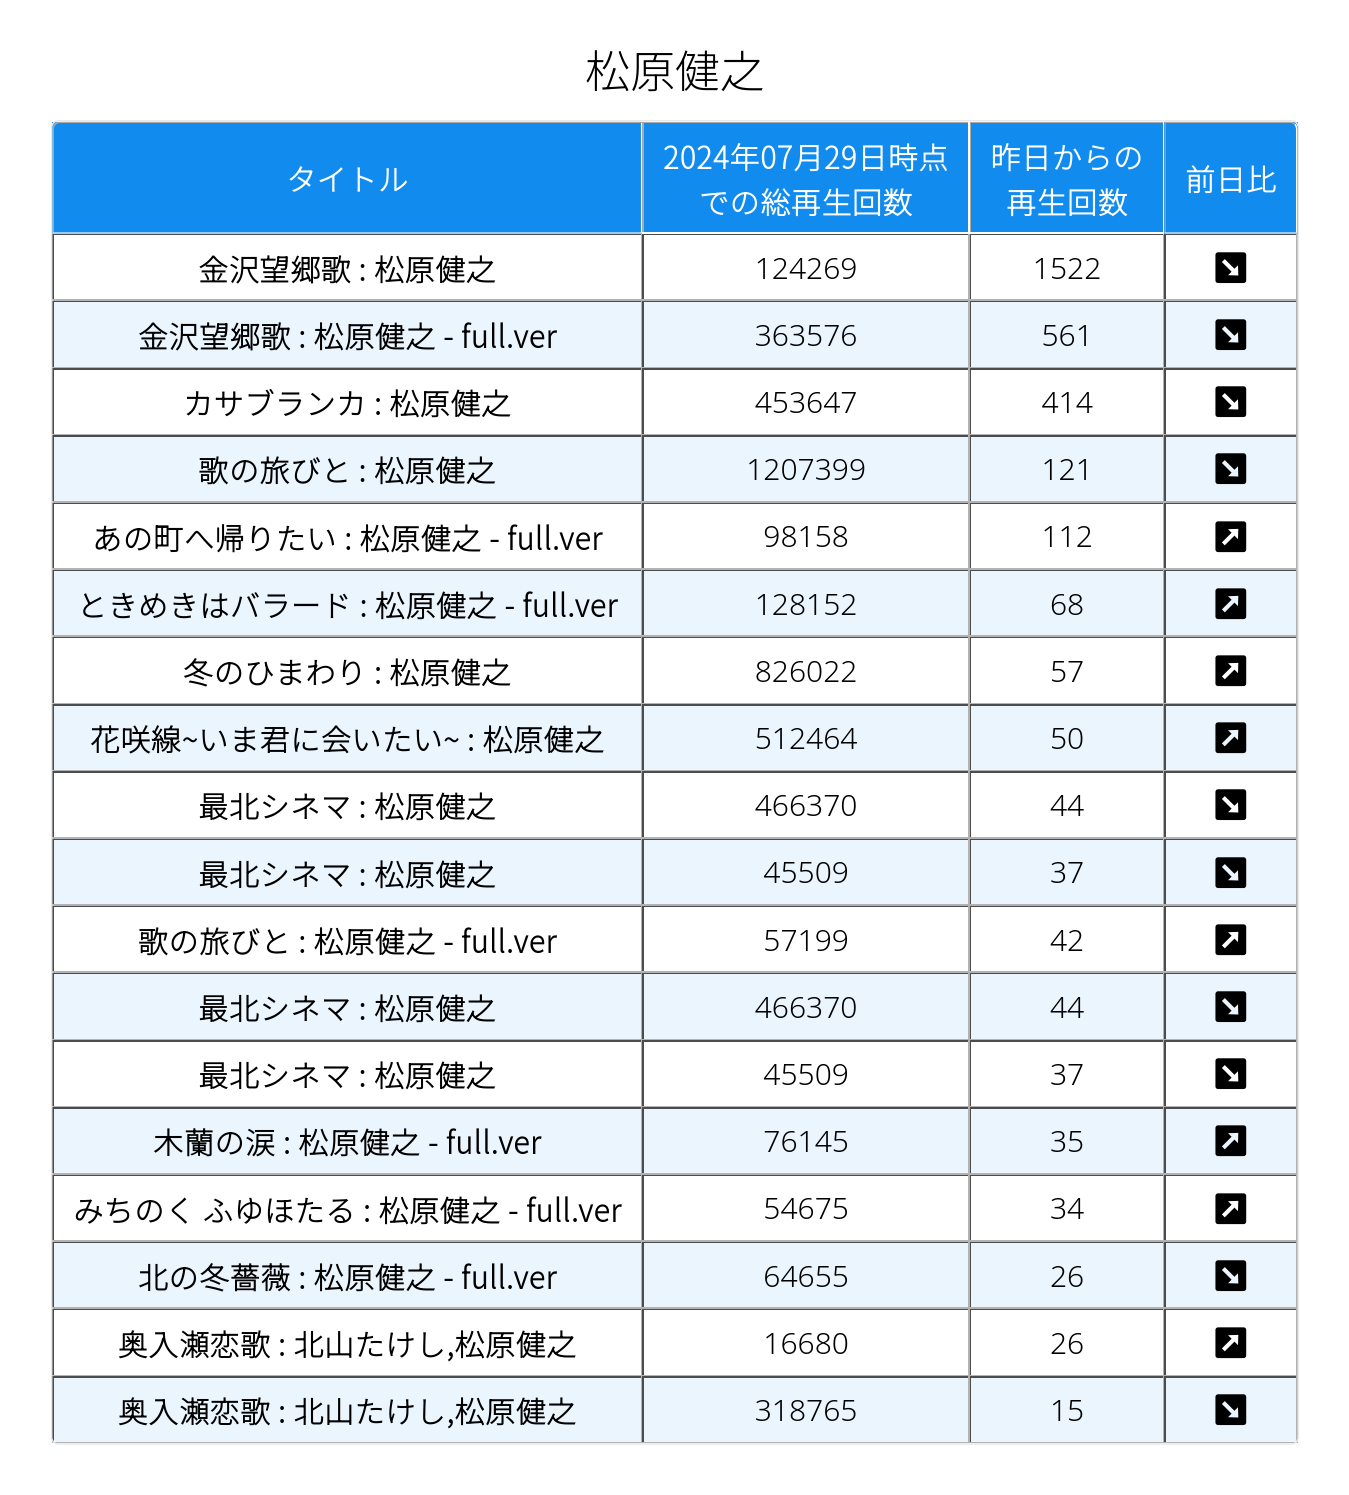 松原健之
タイトル
2024年07月29日時点
での総再生回数
昨日からの
再生回数
前日比
金沢望郷歌 : 松原健之 124269 1522 ↘
金沢望郷歌 : 松原健之 - full.ver 363576 561 ↘
カサブランカ : 松原健之 453647 414 ↘
歌の旅びと : 松原健之 1207399 121 ↘
あの町へ帰りたい : 松原健之 - full.ver 98158 112 ↗
ときめきはバラード : 松原健之 - full.ver 128152 68 ↗
冬のひまわり : 松原健之 826022 57 ↗
花咲線~いま君に会いたい~ : 松原健之 512464 50 ↗
最北シネマ : 松原健之 466370 44 ↘
最北シネマ : 松原健之 45509 37 ↘
歌の旅びと : 松原健之 - full.ver 57199 42 ↗
最北シネマ : 松原健之 466370 44 ↘
最北シネマ : 松原健之 45509 37 ↘
木蘭の涙 : 松原健之 - full.ver 76145 35 ↗
みちのく ふゆほたる : 松原健之 - full.ver 54675 34 ↗
北の冬薔薇 : 松原健之 - full.ver 64655 26 ↘
奥入瀬恋歌 : 北山たけし,松原健之 16680 26 ↗
奥入瀬恋歌 : 北山たけし,松原健之 318765 15 ↘